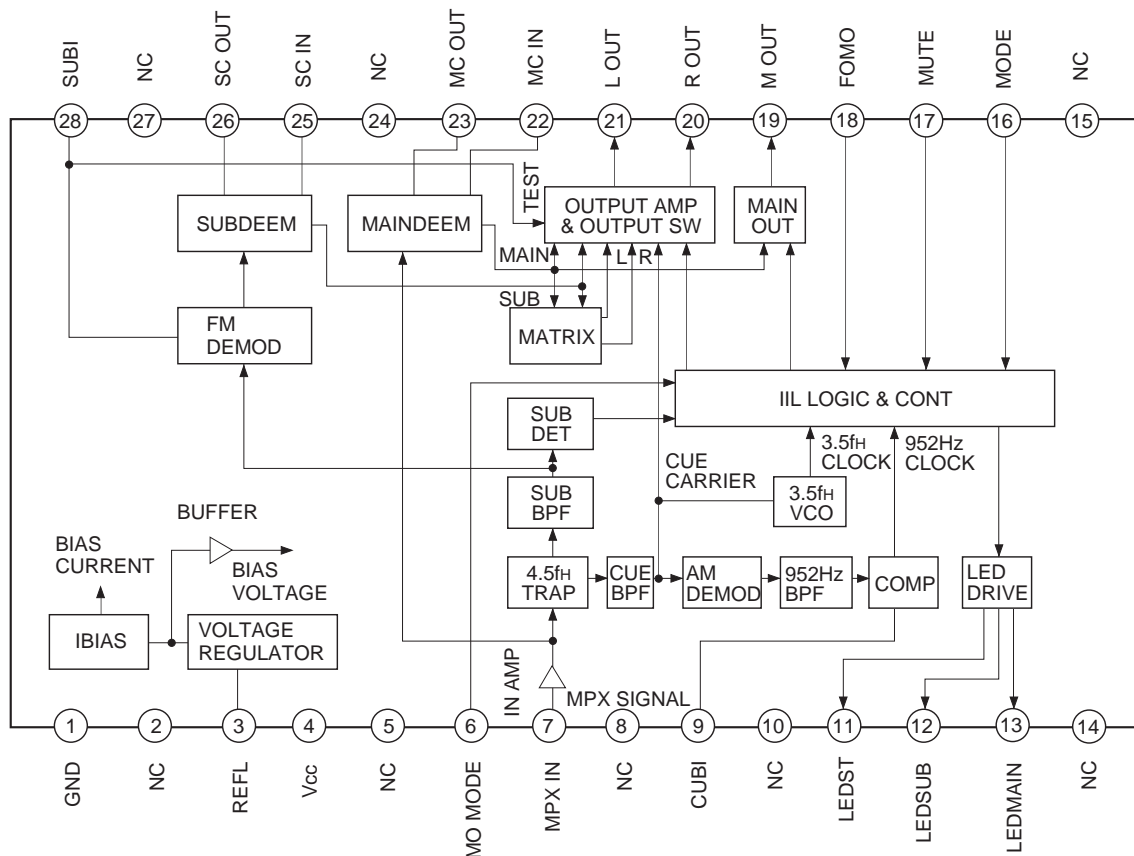 SUBI
NC
SC OUT
SC IN
NC
MC OUT
MC IN
L OUT
R OUT
M OUT
FOMO
MUTE
MODE
NC
28
27
26
25
24
23
22
21
20
19
18
17
16
15
TEST
SUBDEEM
MAINDEEM
OUTPUT AMP
& OUTPUT SW
MAIN
OUT
MAIN
L
R
SUB
FM
DEMOD
MATRIX
IIL LOGIC & CONT
SUB
DET
3.5fH
CLOCK
952Hz
CLOCK
CUE
CARRIER
SUB
BPF
3.5fH
VCO
BUFFER
BIAS
CURRENT
BIAS
VOLTAGE
4.5fH
TRAP
CUE
BPF
AM
DEMOD
952Hz
BPF
COMP
LED
DRIVE
IBIAS
VOLTAGE
REGULATOR
IN AMP
MPX SIGNAL
1
2
3
4
5
6
7
8
9
10
11
12
13
14
GND
NC
REFL
Vcc
NC
MO MODE
MPX IN
NC
CUBI
NC
LEDST
LEDSUB
LEDMAIN
NC